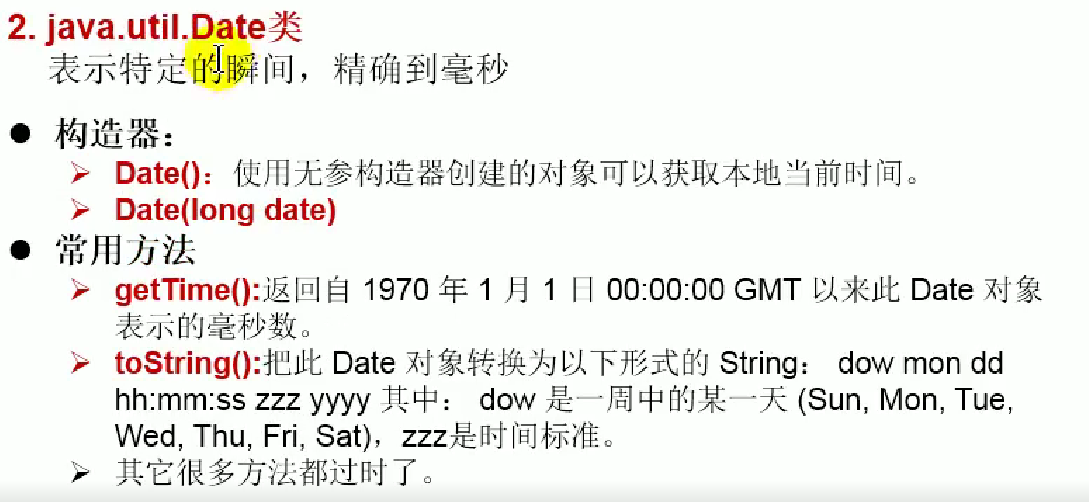 2. java.util.Date类
表示特定的瞬间，精确到毫秒
● 构造器：
➢ Date()：使用无参构造器创建的对象可以获取本地当前时间。
➢ Date(long date)
● 常用方法
➢ getTime():返回自 1970 年 1 月 1 日 00:00:00 GMT 以来此 Date 对象
表示的毫秒数。
➢ toString():把此 Date 对象转换为以下形式的 String： dow mon dd
hh:mm:ss zzz yyyy 其中： dow 是一周中的某一天 (Sun, Mon, Tue,
Wed, Thu, Fri, Sat)，zzz是时间标准。
➢ 其它很多方法都过时了。